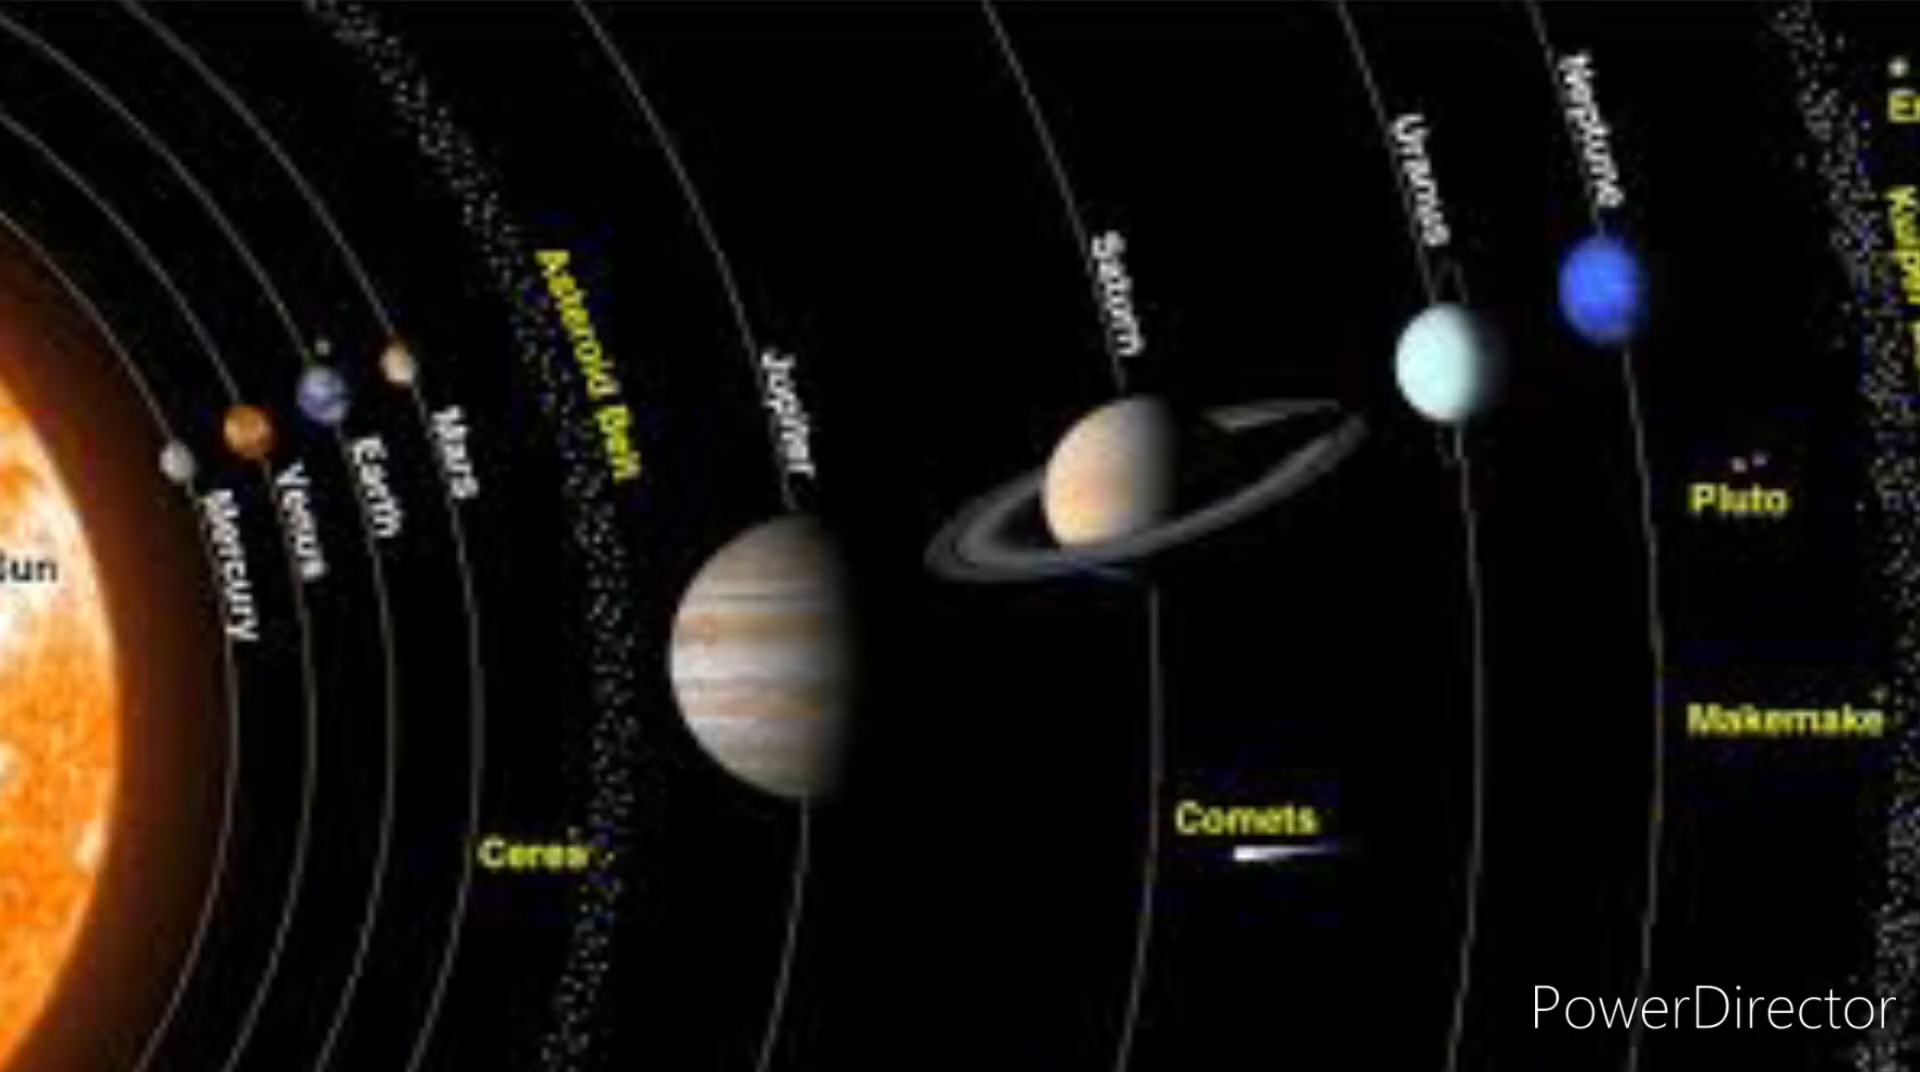 Sun
Mercury
Venus
Earth
Mars
Asteroid Belt
Ceres
Jupiter
Saturn
Comets
Uranus
Neptune
Pluto
Makemake
PowerDirector